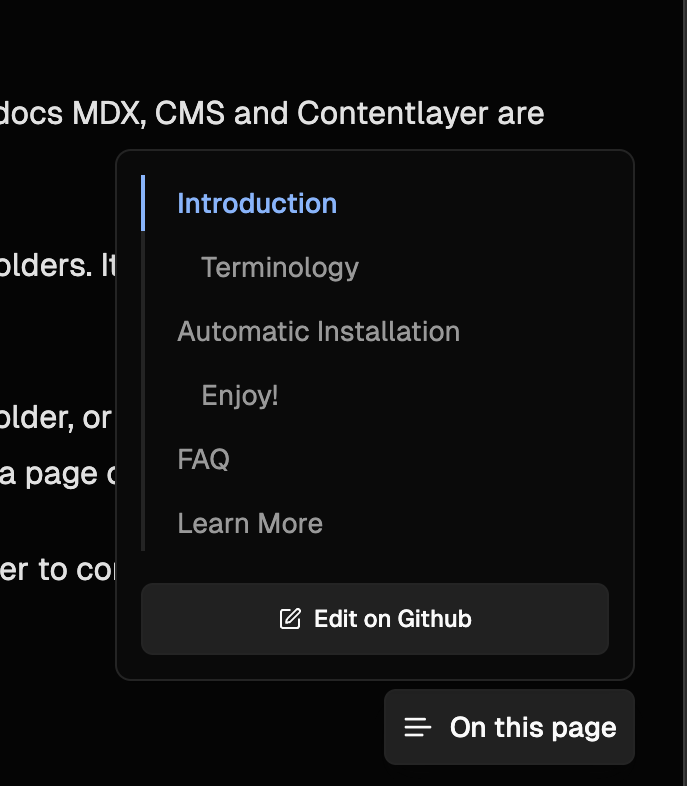 docs MDX, CMS and Contentlayer are
Introduction
Terminology
olders. It
Automatic Installation
Enjoy!
older, or
FAQ
a page
Learn More
er to
Edit on Github
On this page